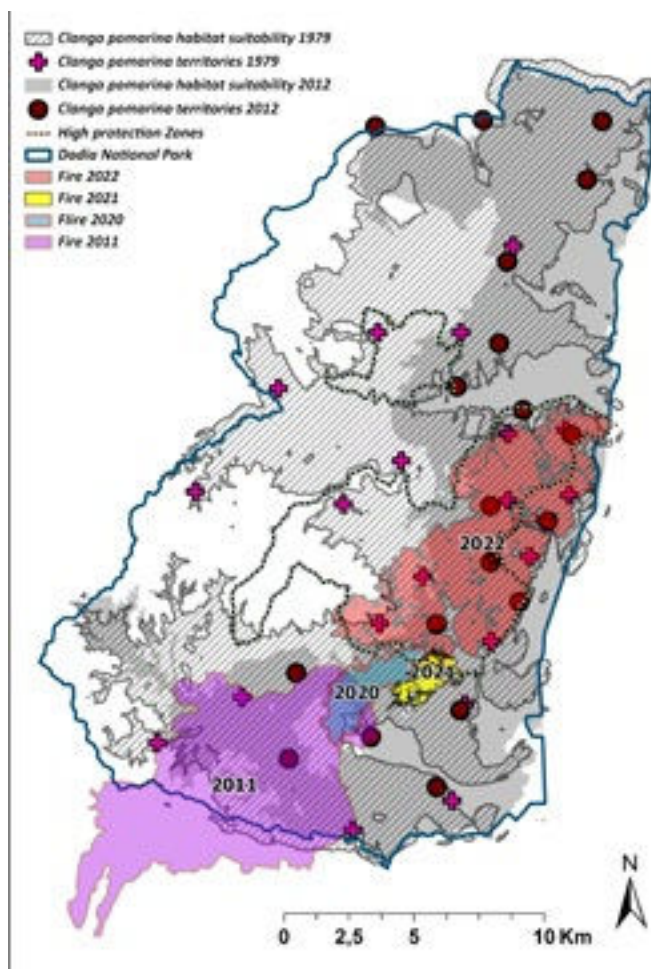 Clanga pomarina habitat suitability 1979
Clanga pomarina territories 1979
Clanga pomarina habitat suitability 2012
Clanga pomarina territories 2012
High protection Zones
Dadia National Park
Fire 2022
Fire 2021
Flire 2020
Fire 2011
2022
2021
2020
2011
N
0 2,5 5 10 Km